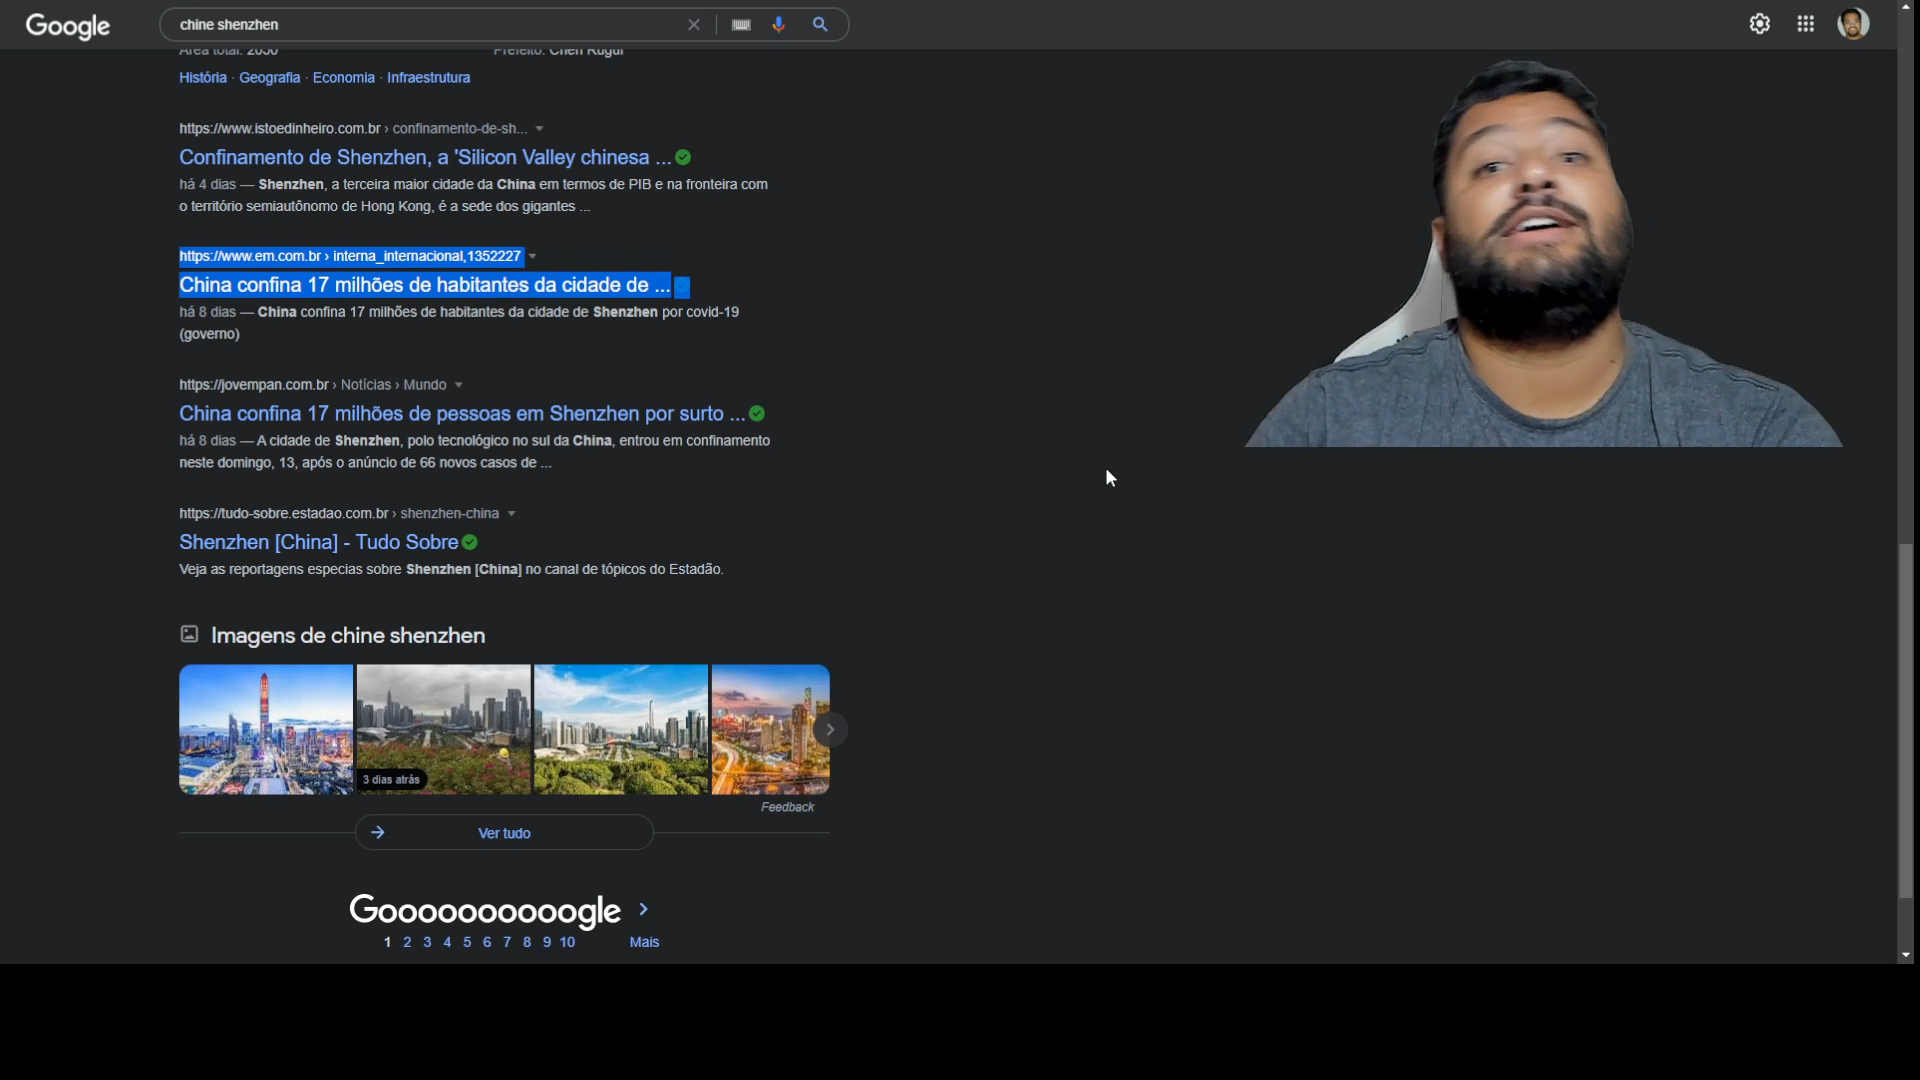 Google
chine shenzhen
Área total: 2050
Prefeito: Chen Rugui
História · Geografia · Economia · Infraestrutura
https://www.istoedinheiro.com.br › confinamento-de-sh...
Confinamento de Shenzhen, a 'Silicon Valley chinesa ...
há 4 dias — Shenzhen, a terceira maior cidade da China em termos de PIB e na fronteira com
o território semiautônomo de Hong Kong, é a sede dos gigantes ...
https://www.em.com.br › interna_internacional,1352227
China confina 17 milhões de habitantes da cidade de ...
há 8 dias — China confina 17 milhões de habitantes da cidade de Shenzhen por covid-19
(governo)
https://jovempan.com.br › Notícias › Mundo
China confina 17 milhões de pessoas em Shenzhen por surto ...
há 8 dias — A cidade de Shenzhen, polo tecnológico no sul da China, entrou em confinamento
neste domingo, 13, após o anúncio de 66 novos casos de ...
https://tudo-sobre.estadao.com.br › shenzhen-china
Shenzhen [China] - Tudo Sobre
Veja as reportagens especias sobre Shenzhen [China] no canal de tópicos do Estadão.
Imagens de chine shenzhen
3 dias atrás
Feedback
Ver tudo
Goooooooooogle
1 2 3 4 5 6 7 8 9 10 Mais